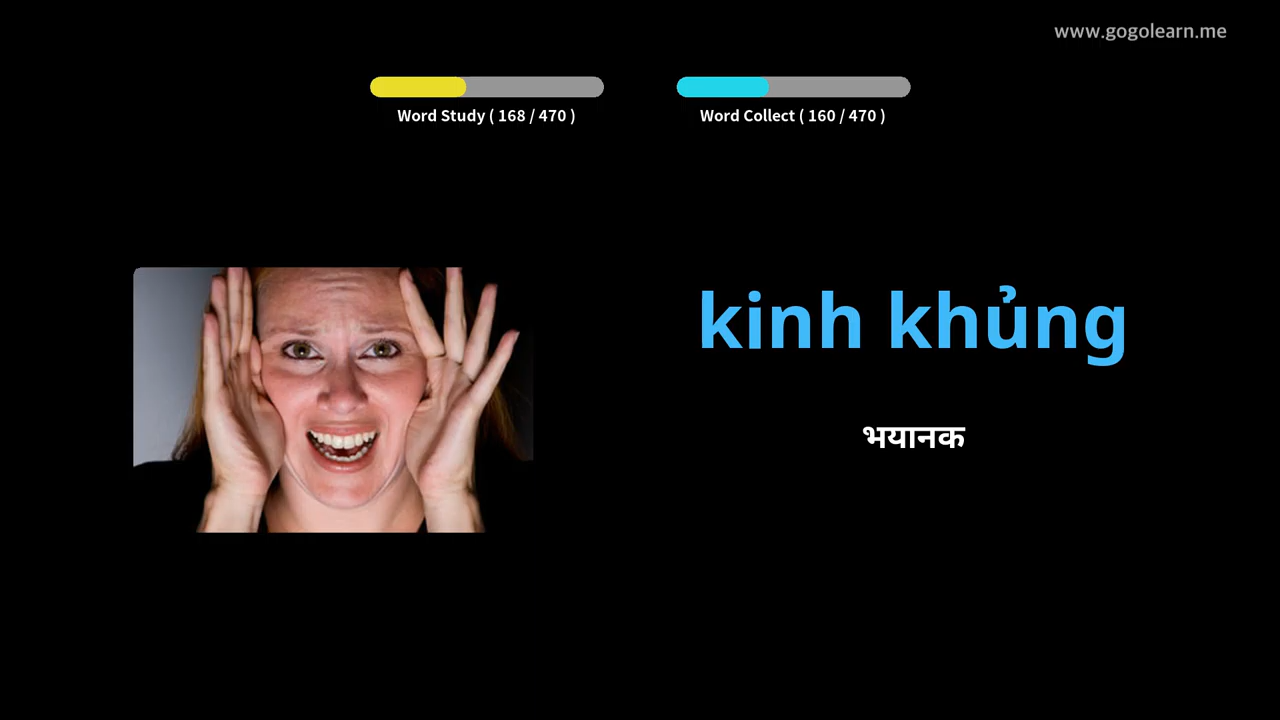 www.gogolearn.me
Word Study ( 168 / 470 )
Word Collect ( 160 / 470 )
kinh khủng
भयानक